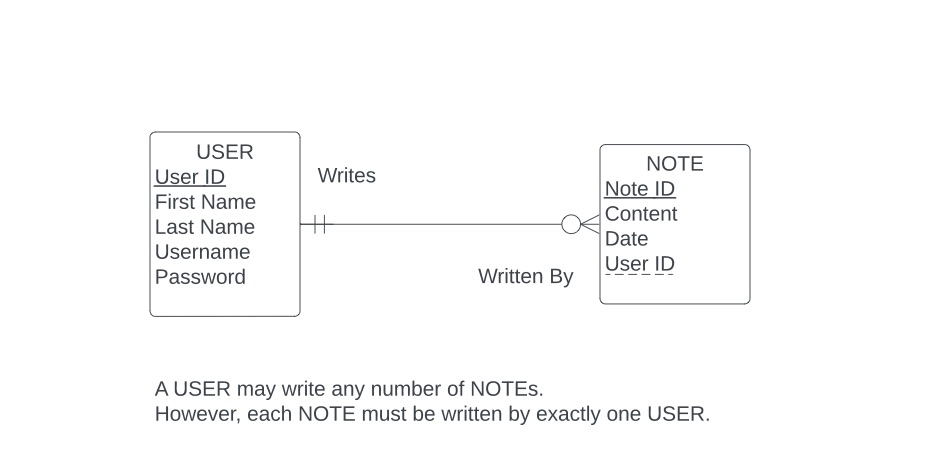 USER
User ID
First Name
Last Name
Username
Password
Writes
Written By
NOTE
Note ID
Content
Date
User ID
A USER may write any number of NOTEs.
However, each NOTE must be written by exactly one USER.